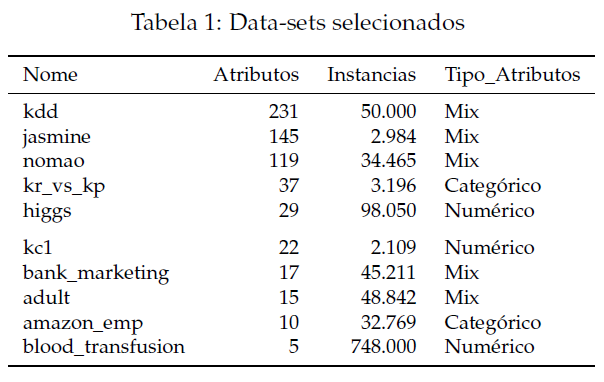 Tabela 1: Data-sets selecionados
Nome Atributos Instancias Tipo_Atributos
kdd 231 50.000 Mix
jasmine 145 2.984 Mix
nomao 119 34.465 Mix
kr_vs_kp 37 3.196 Categórico
higgs 29 98.050 Numérico
kc1 22 2.109 Numérico
bank_marketing 17 45.211 Mix
adult 15 48.842 Mix
amazon_emp 10 32.769 Categórico
blood_transfusion 5 748.000 Numérico